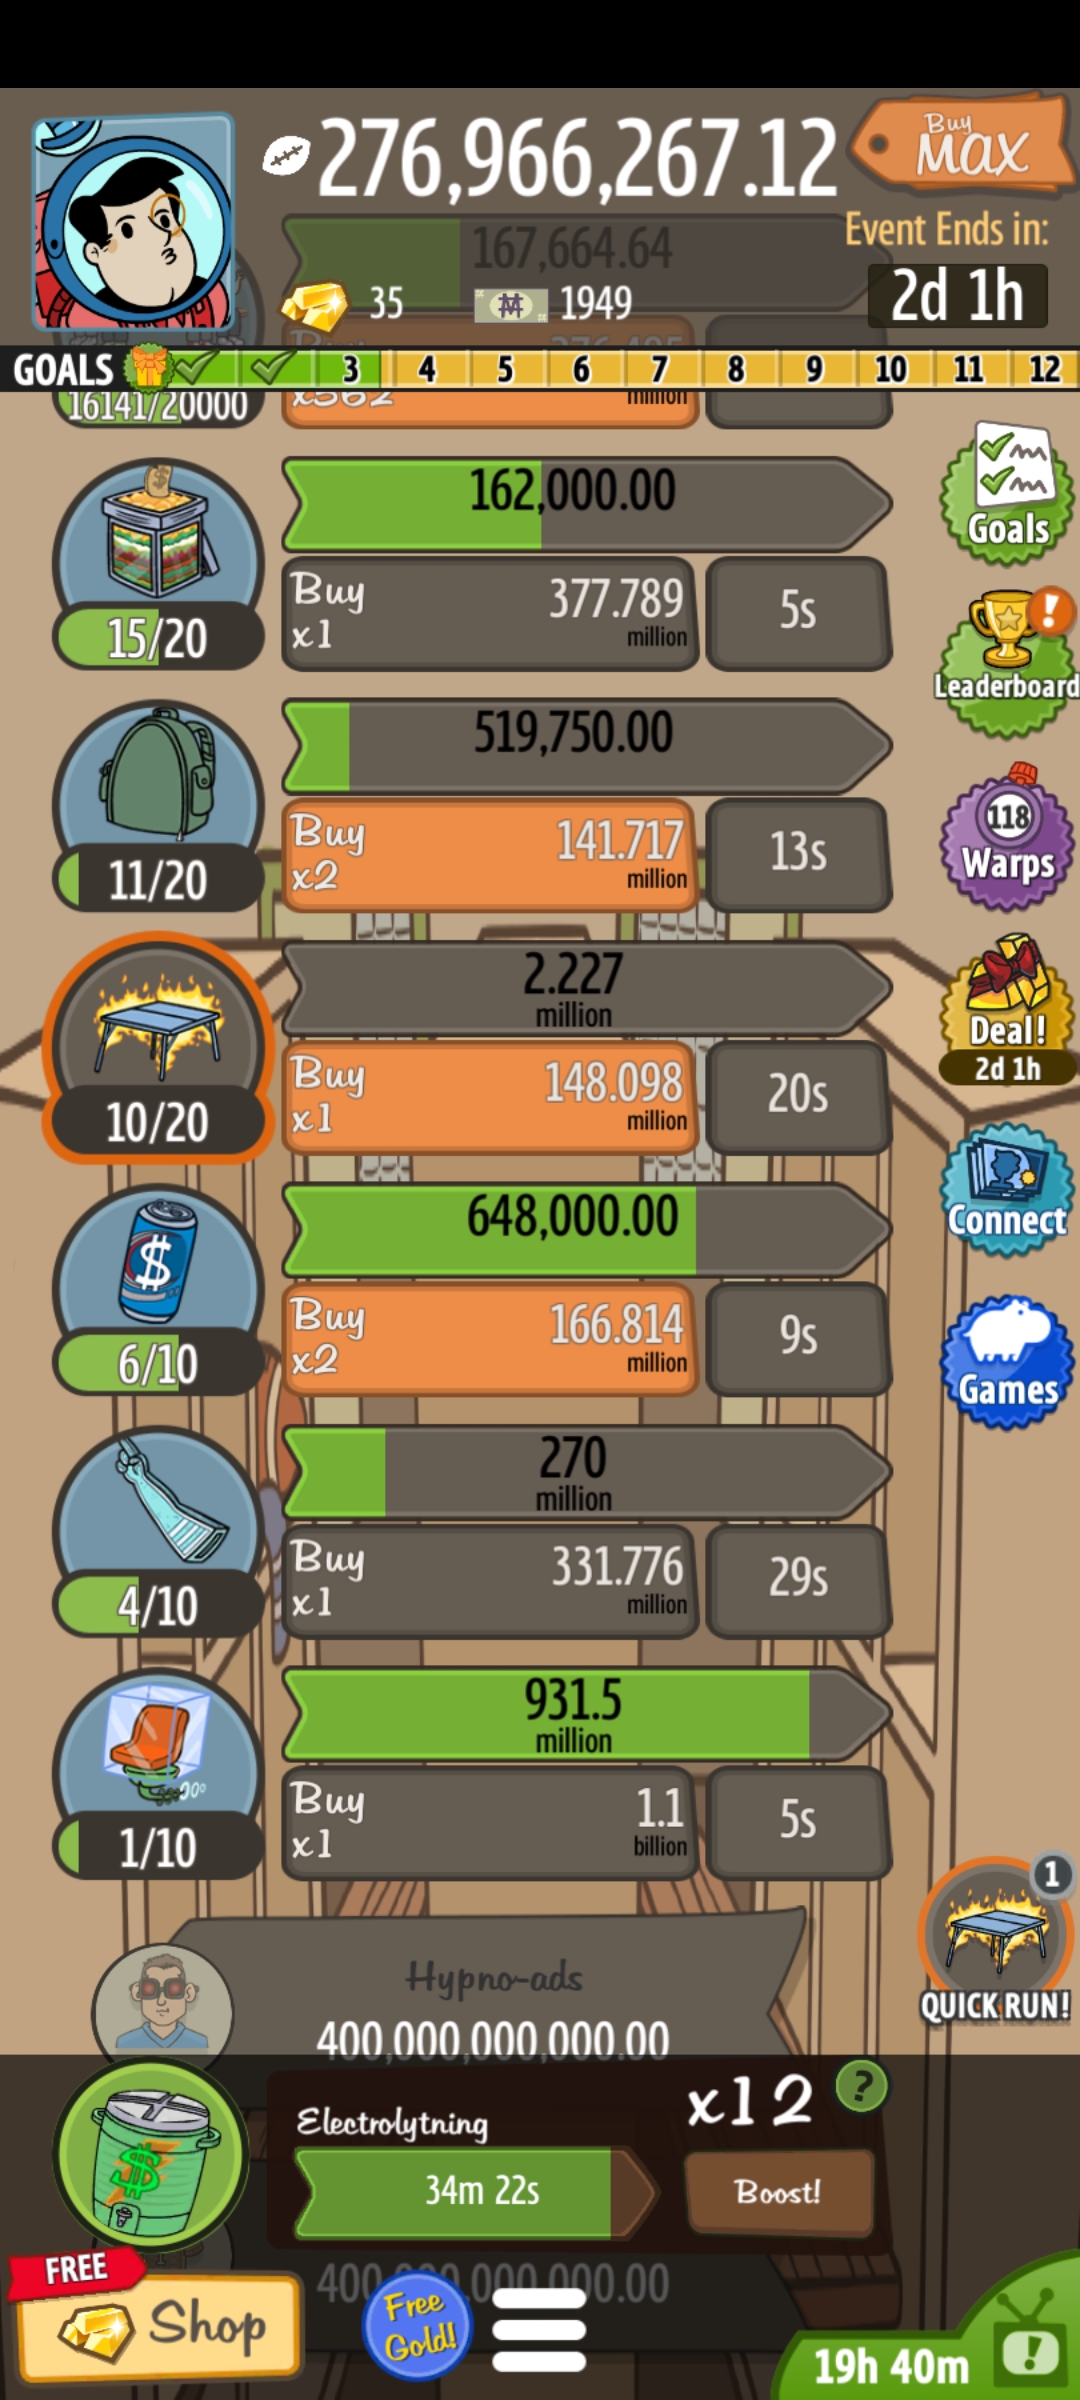 276,966,267.12
Buy
MAX
Event Ends in:
2d 1h
167,664.64
35
1949
Buy
GOALS
3
4
5
6
7
8
9
10
11
12
16141/20000
x362
million
162,000.00
Buy
x1
377.789
million
5s
15/20
Goals
!
Leaderboard
519,750.00
Buy
x2
141.717
million
13s
11/20
118
Warps
2.227
million
Buy
x1
148.098
million
20s
10/20
Deal!
2d 1h
648,000.00
Buy
x2
166.814
million
9s
$
6/10
Connect
Games
270
million
Buy
x1
331.776
million
29s
4/10
931.5
million
Buy
x1
1.1
billion
5s
1/10
1
QUICK RUN!
Hypno-ads
400,000,000,000.00
Electrolytning
x12
?
34m 22s
Boost!
$
FREE
Shop
Free
Gold!
19h 40m
!